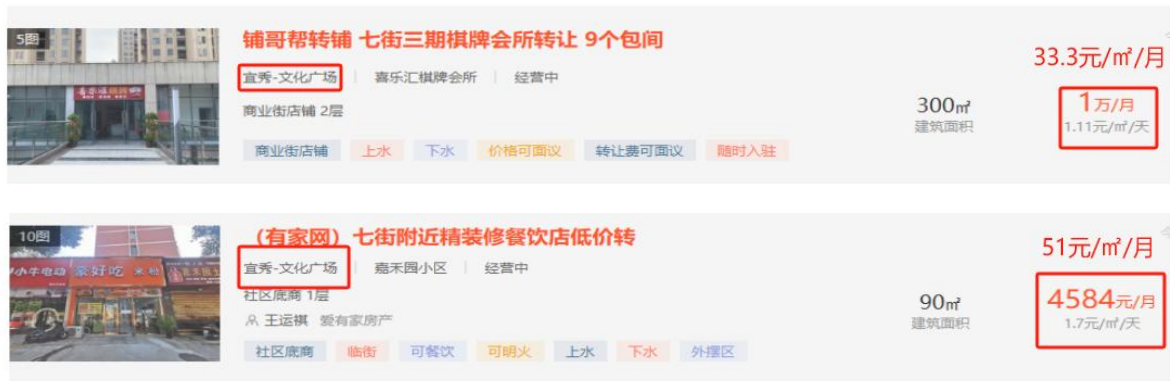 5图
铺哥帮转铺 七街三期棋牌会所转让 9个包间
宜秀-文化广场 喜乐汇棋牌会所 经营中
商业街店铺 2层
商业街店铺 上水 下水 价格可面议 转让费可面议 随时入驻
300㎡
建筑面积
33.3元/㎡/月
1万/月
1.11元/㎡/天
10图
小牛电动 豪好吃 米粉
(有家网) 七街附近精装修餐饮店低价转
宜秀-文化广场 嘉禾园小区 经营中
社区底商 1层
王运祺 爱有家房产
社区底商 临街 可餐饮 可明火 上水 下水 外摆区
90㎡
建筑面积
51元/㎡/月
4584元/月
1.7元/㎡/天